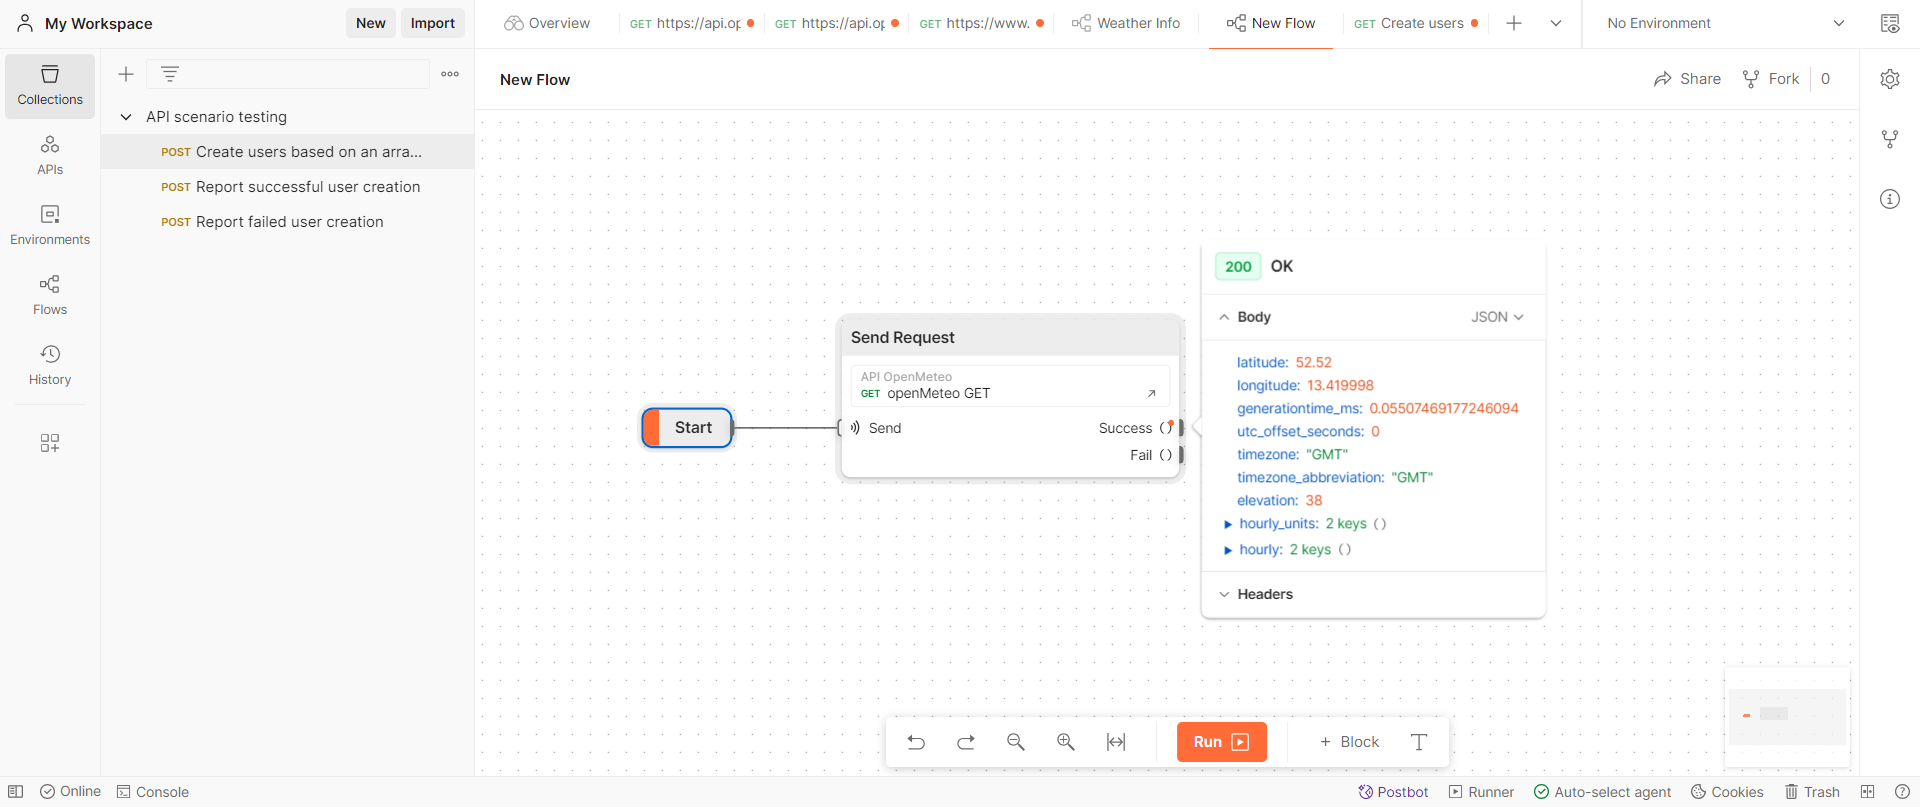 My Workspace
New
Import
Overview
GET https://api.op
GET https://api.op
GET https://www.
Weather Info
New Flow
GET Create users
No Environment
Collections
APIs
Environments
Flows
History
API scenario testing
POST Create users based on an arra...
POST Report successful user creation
POST Report failed user creation
New Flow
Share
Fork
0
Start
Send Request
API OpenMeteo
GET openMeteo GET
Send
Success ()
Fail ()
200 OK
Body
JSON
latitude: 52.52
longitude: 13.419998
generationtime_ms: 0.05507469177246094
utc_offset_seconds: 0
timezone: "GMT"
timezone_abbreviation: "GMT"
elevation: 38
hourly_units: 2 keys ()
hourly: 2 keys ()
Headers
Run
+ Block
T
Online
Console
Postbot
Runner
Auto-select agent
Cookies
Trash